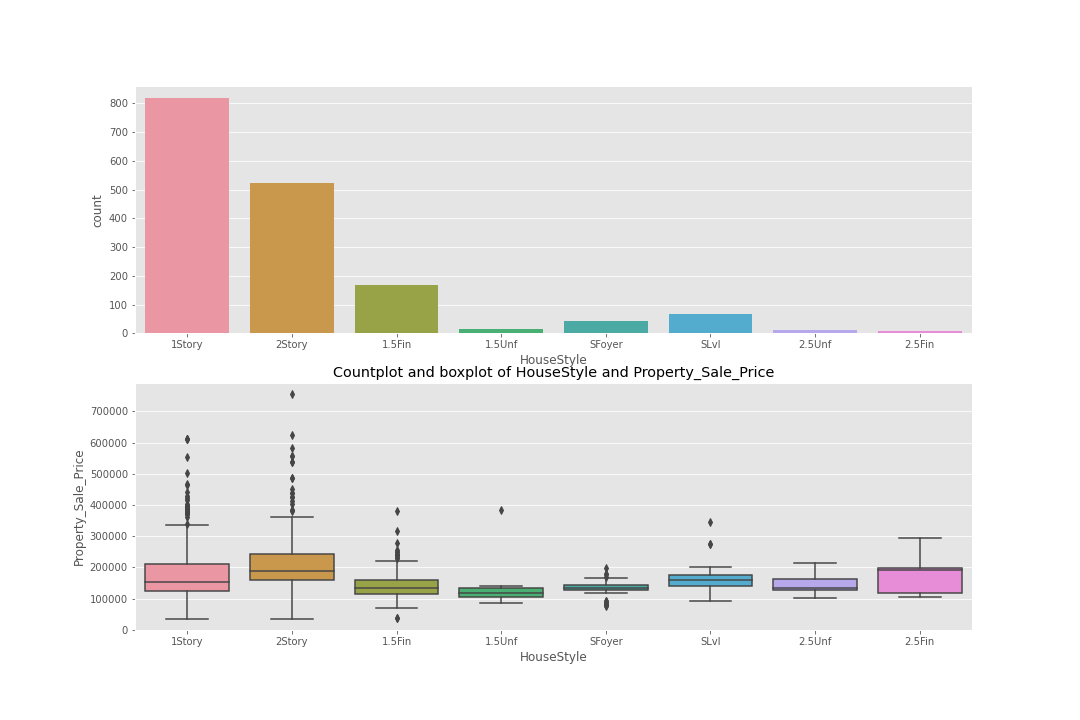 800
700
600
500
400
300
200
100
0
count
1Story 2Story 1.5Fin 1.5Unf SFoyer SLvl 2.5Unf 2.5Fin
HouseStyle
Countplot and boxplot of HouseStyle and Property_Sale_Price
700000
600000
500000
400000
300000
200000
100000
0
Property_Sale_Price
1Story 2Story 1.5Fin 1.5Unf SFoyer SLvl 2.5Unf 2.5Fin
HouseStyle